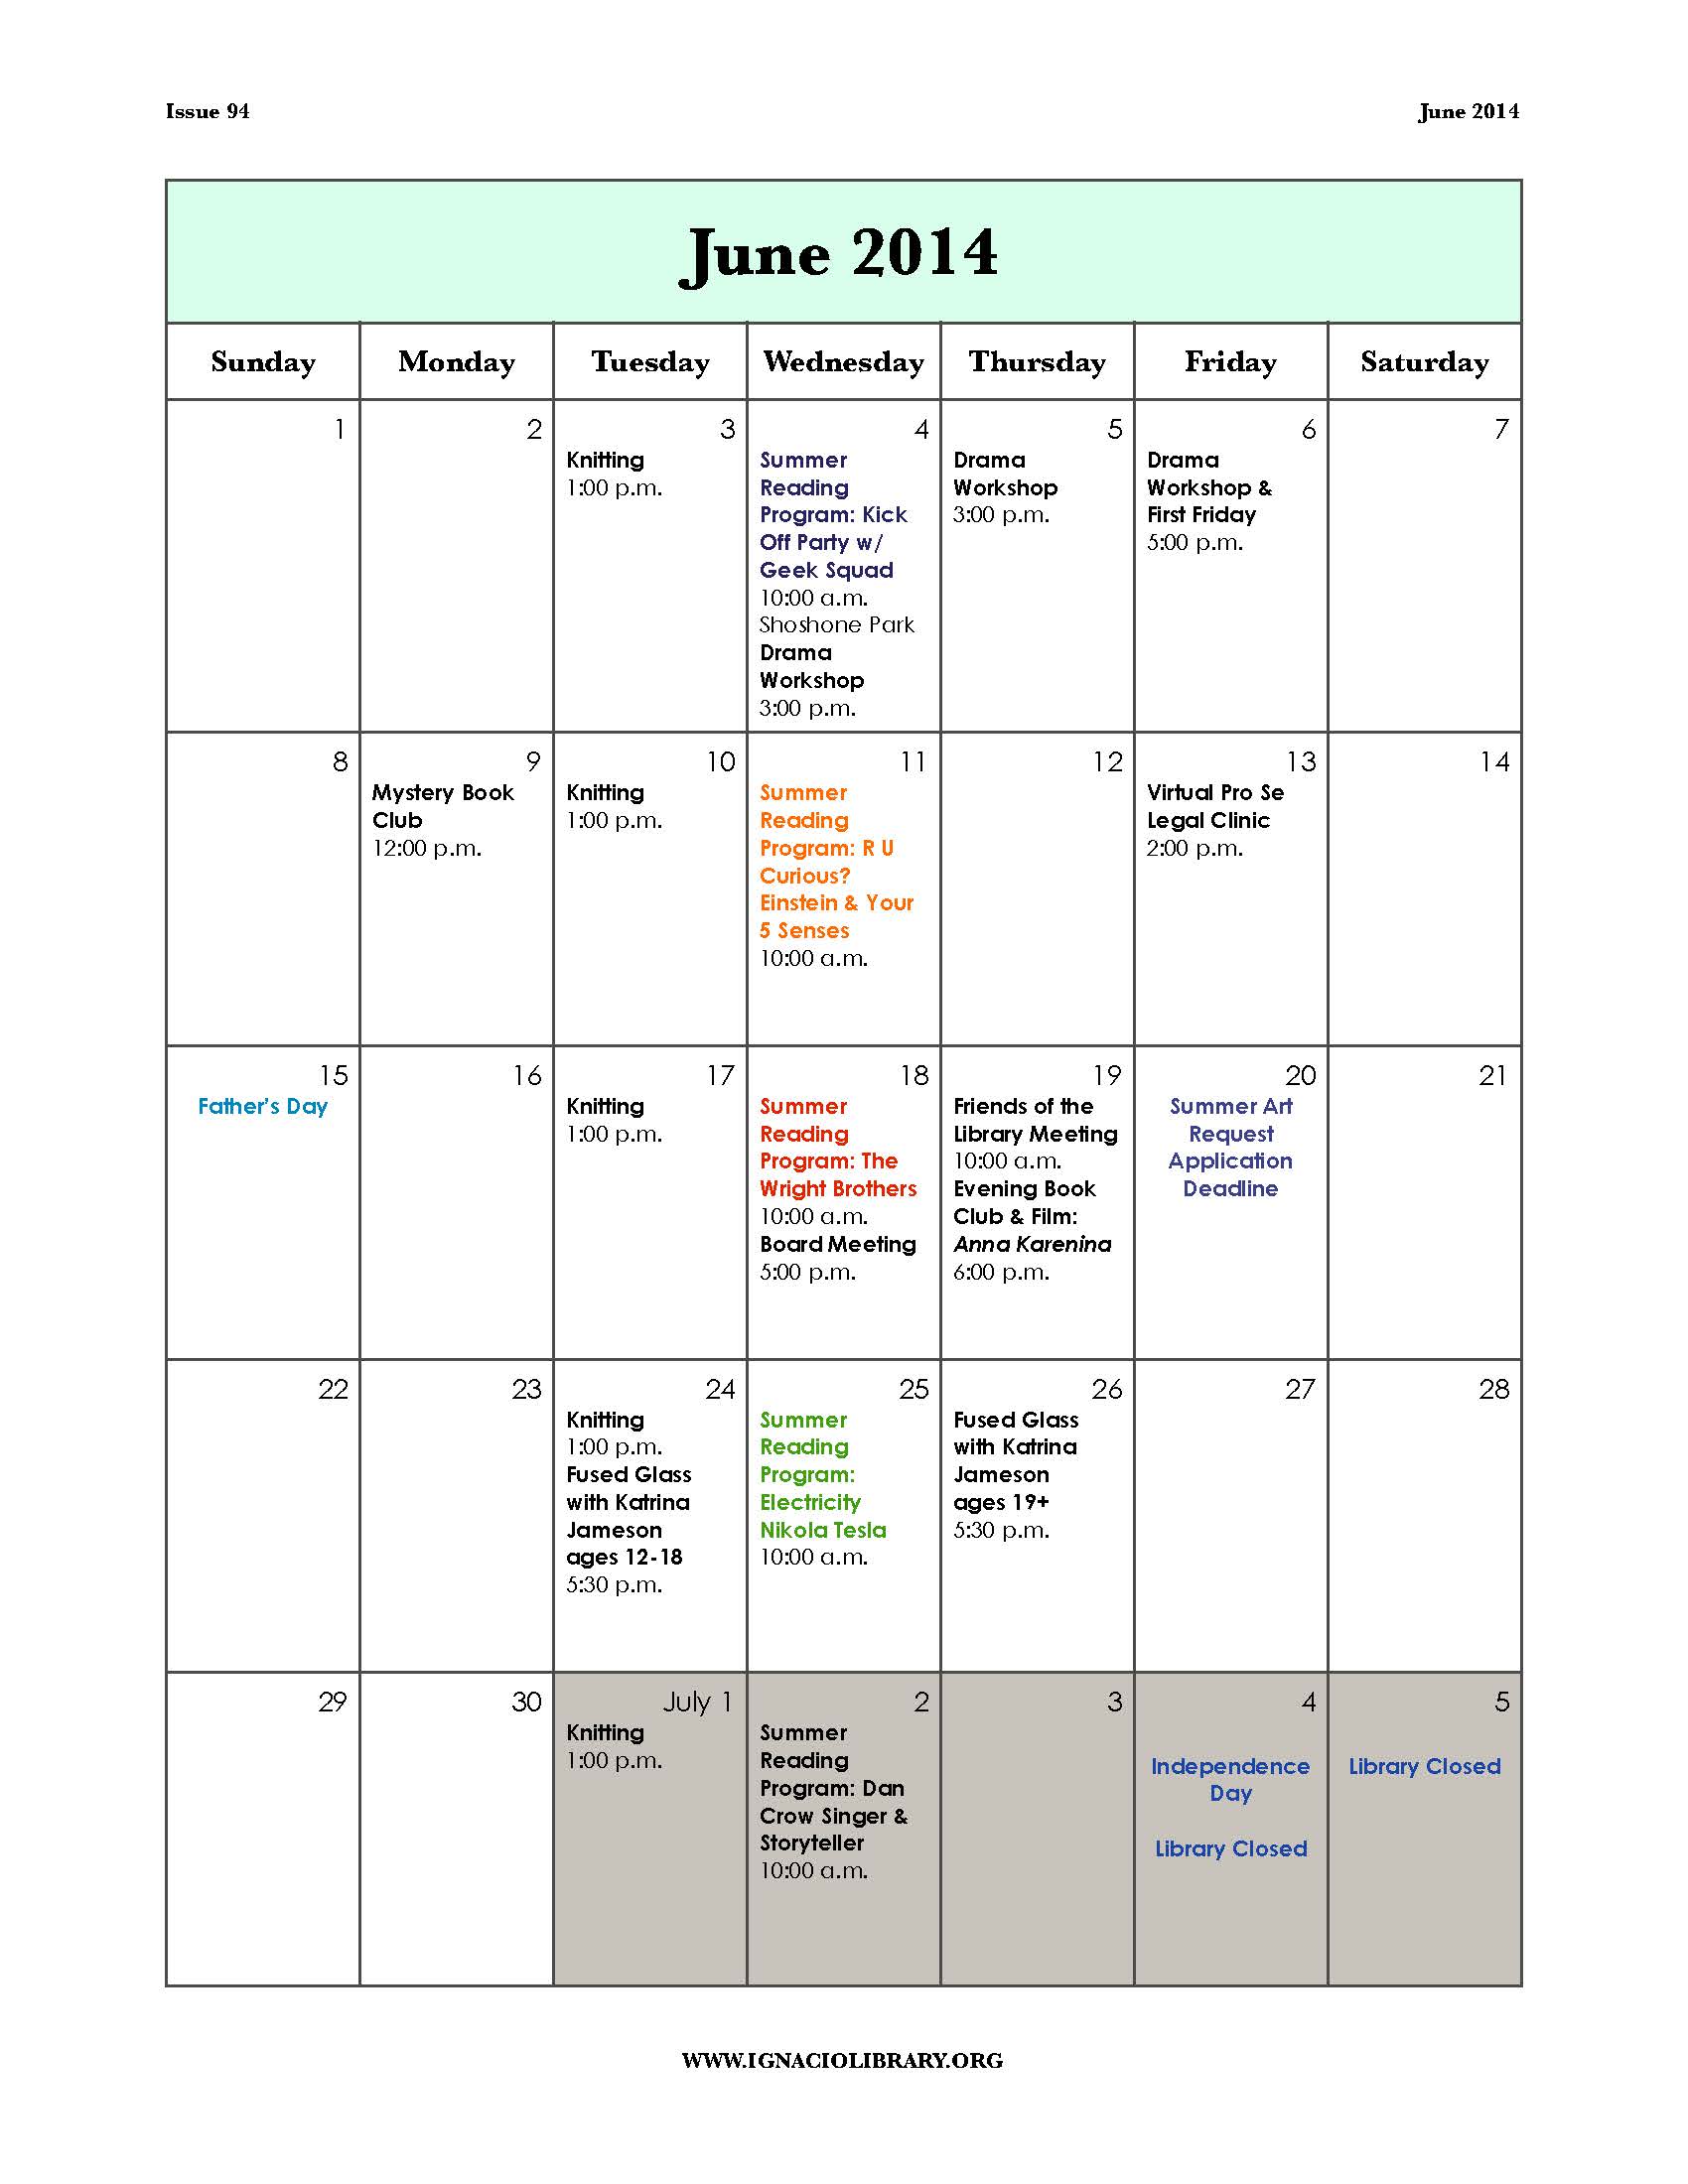 Issue 94
June 2014
June 2014
Sunday
Monday
Tuesday
Wednesday
Thursday
Friday
Saturday
1
2
3
Knitting
1:00 p.m.
4
Summer
Reading
Program: Kick
Off Party w/
Geek Squad
10:00 a.m.
Shoshone Park
Drama
Workshop
3:00 p.m.
5
Drama
Workshop
3:00 p.m.
6
Drama
Workshop &
First Friday
5:00 p.m.
7
8
9
Mystery Book
Club
12:00 p.m.
10
Knitting
1:00 p.m.
11
Summer
Reading
Program: R U
Curious?
Einstein & Your
5 Senses
10:00 a.m.
12
13
Virtual Pro Se
Legal Clinic
2:00 p.m.
14
15
Father's Day
16
17
Knitting
1:00 p.m.
18
Summer
Reading
Program: The
Wright Brothers
10:00 a.m.
Board Meeting
5:00 p.m.
19
Friends of the
Library Meeting
10:00 a.m.
Evening Book
Club & Film:
Anna Karenina
6:00 p.m.
20
Summer Art
Request
Application
Deadline
21
22
23
24
Knitting
1:00 p.m.
Fused Glass
with Katrina
Jameson
ages 12-18
5:30 p.m.
25
Summer
Reading
Program:
Electricity
Nikola Tesla
10:00 a.m.
26
Fused Glass
with Katrina
Jameson
ages 19+
5:30 p.m.
27
28
29
30
July 1
Knitting
1:00 p.m.
2
Summer
Reading
Program: Dan
Crow Singer &
Storyteller
10:00 a.m.
3
4
Independence
Day
Library Closed
5
Library Closed
WWW.IGNACIOLIBRARY.ORG